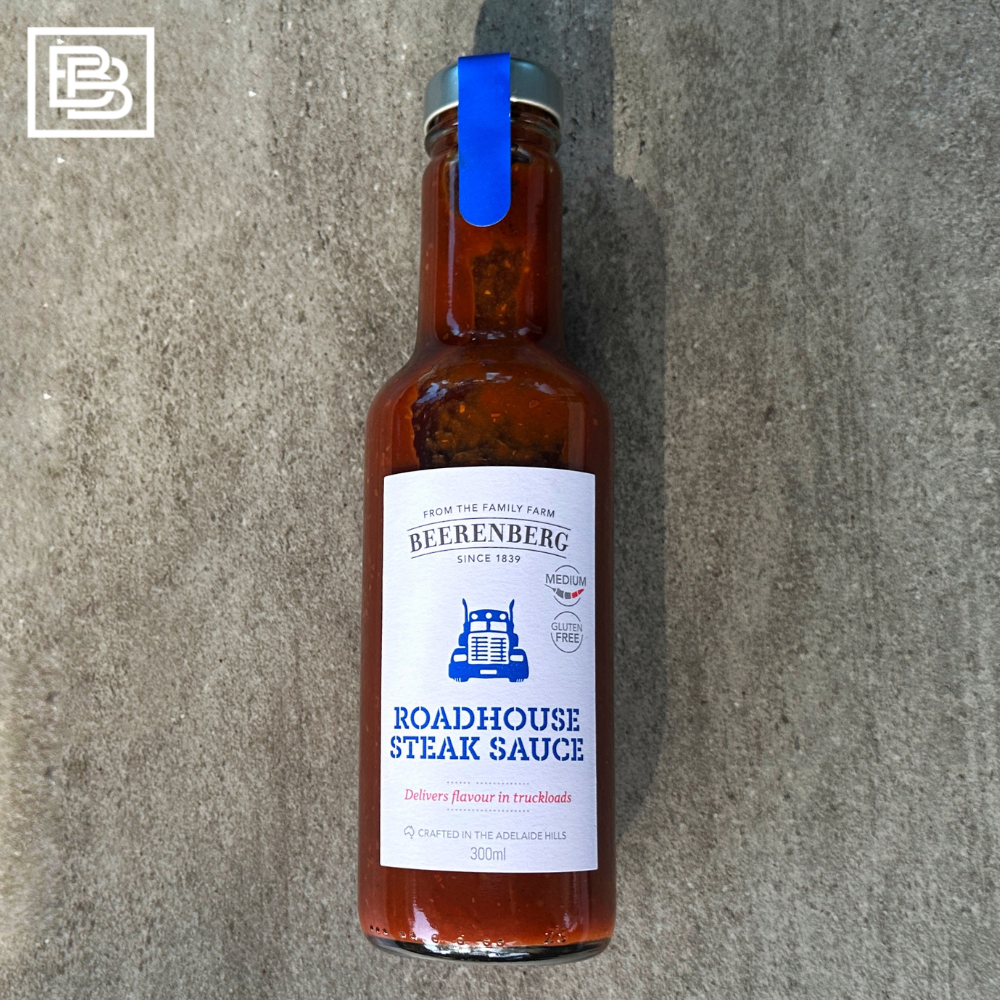 BB
FROM THE FAMILY FARM
BEERENBERG
SINCE 1839
MEDIUM
GLUTEN
FREE
ROADHOUSE
STEAK SAUCE
Delivers flavour in truckloads
CRAFTED IN THE ADELAIDE HILLS
300ml